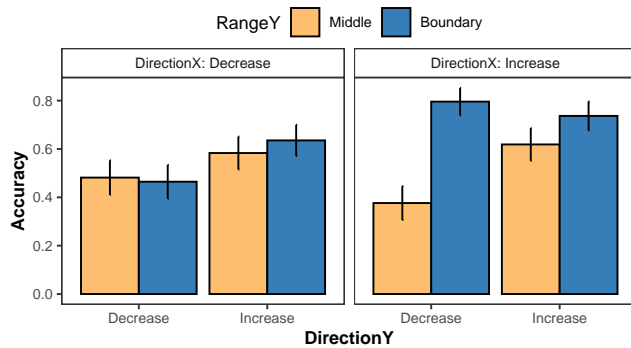 RangeY Middle Boundary
DirectionX: Decrease DirectionX: Increase
0.8
0.6
0.4
0.2
0.0
Accuracy
Decrease Increase Decrease Increase
DirectionY